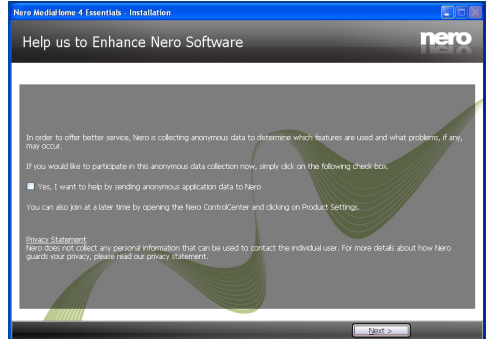 Nero MediaHome 4 Essentials - Installation
Help us to Enhance Nero Software
nero
In order to offer better service, Nero is collecting anonymous data to determine which features are used and what problems, if any,
may occur.
If you would like to participate in this anonymous data collection now, simply click on the following check box.
Yes, I want to help by sending anonymous application data to Nero
You can also join at a later time by opening the Nero ControlCenter and clicking on Product Settings.
Privacy Statement
Nero does not collect any personal information that can be used to contact the individual user. For more details about how Nero
guards your privacy, please read our privacy statement.
Next >